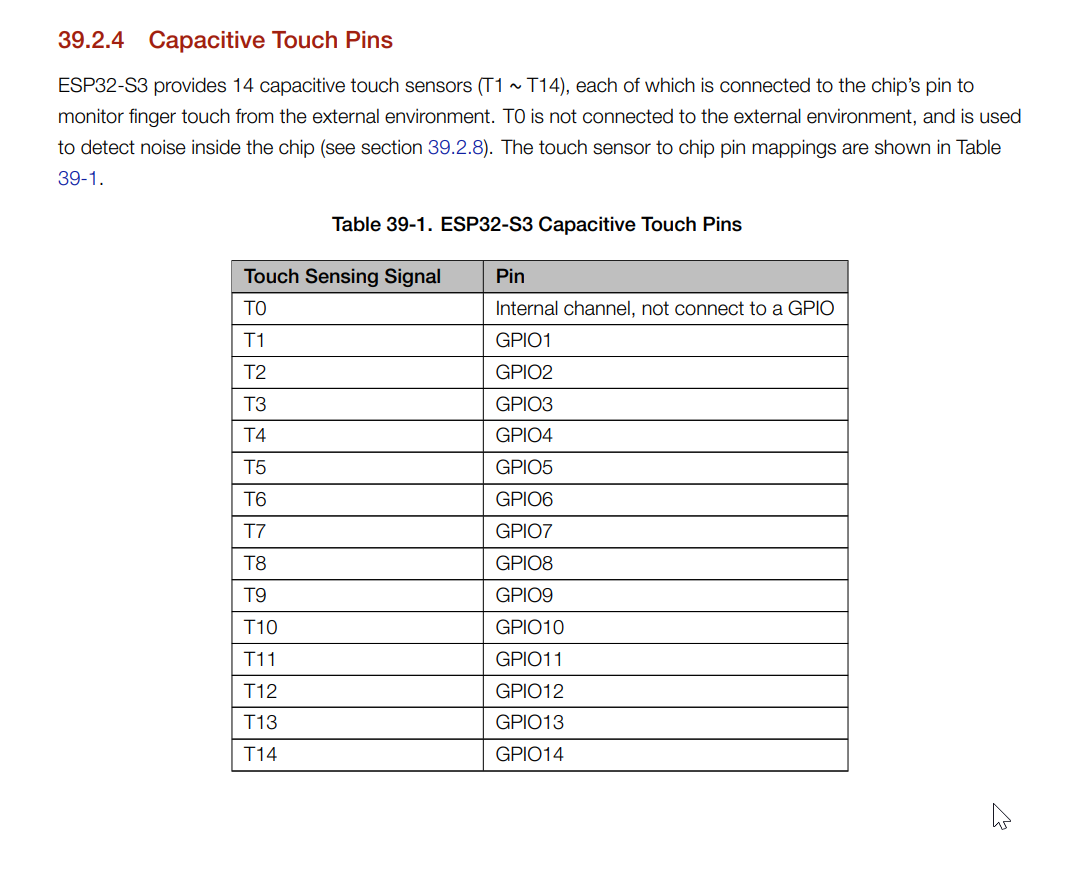 39.2.4 Capacitive Touch Pins
ESP32-S3 provides 14 capacitive touch sensors (T1 ~ T14), each of which is connected to the chip's pin to
monitor finger touch from the external environment. T0 is not connected to the external environment, and is used
to detect noise inside the chip (see section 39.2.8). The touch sensor to chip pin mappings are shown in Table
39-1.
Table 39-1. ESP32-S3 Capacitive Touch Pins
Touch Sensing Signal Pin
T0 Internal channel, not connect to a GPIO
T1 GPIO1
T2 GPIO2
T3 GPIO3
T4 GPIO4
T5 GPIO5
T6 GPIO6
T7 GPIO7
T8 GPIO8
T9 GPIO9
T10 GPIO10
T11 GPIO11
T12 GPIO12
T13 GPIO13
T14 GPIO14